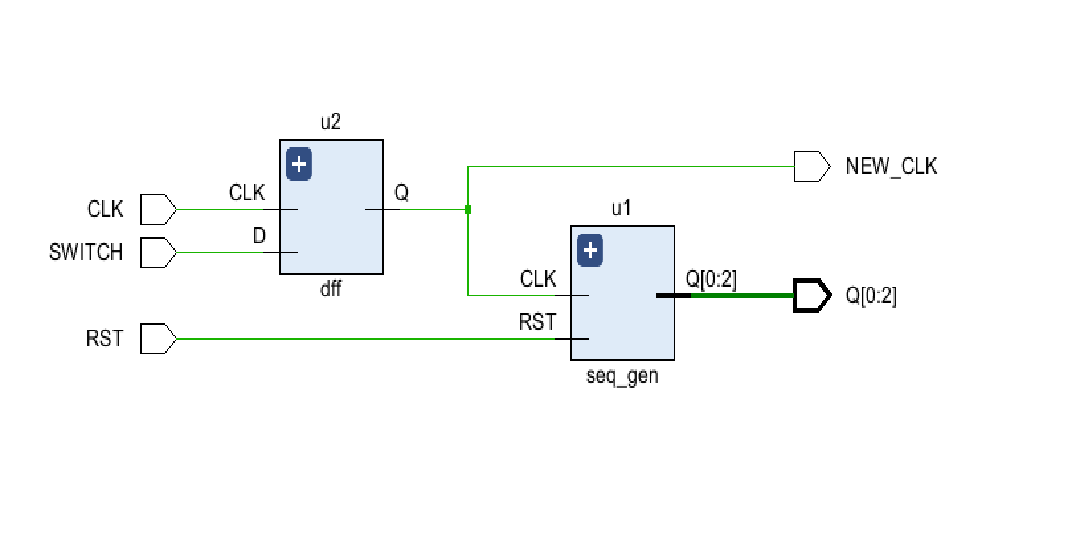 u2
NEW_CLK
CLK
CLK
Q
u1
D
SWITCH
dff
CLK
Q[0:2]
Q[0:2]
RST
RST
seq_gen